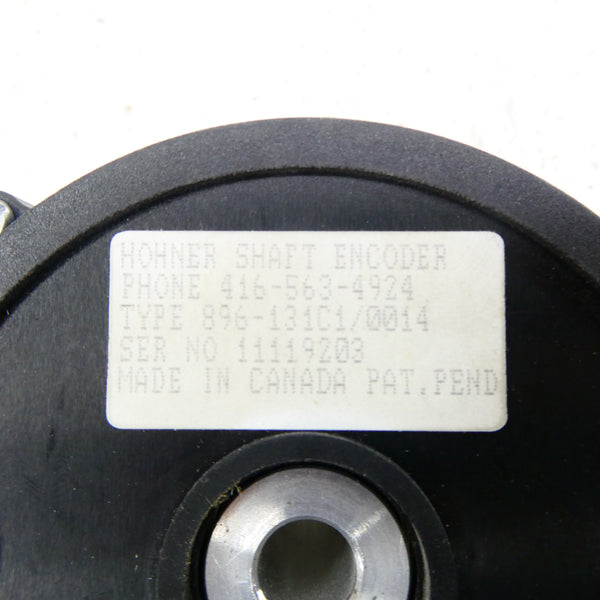 HOHNER SHAFT ENCODER
PHONE 416-563-4924
TYPE 896-131C1/0014
SER NO 11119203
MADE IN CANADA PAT.PEND